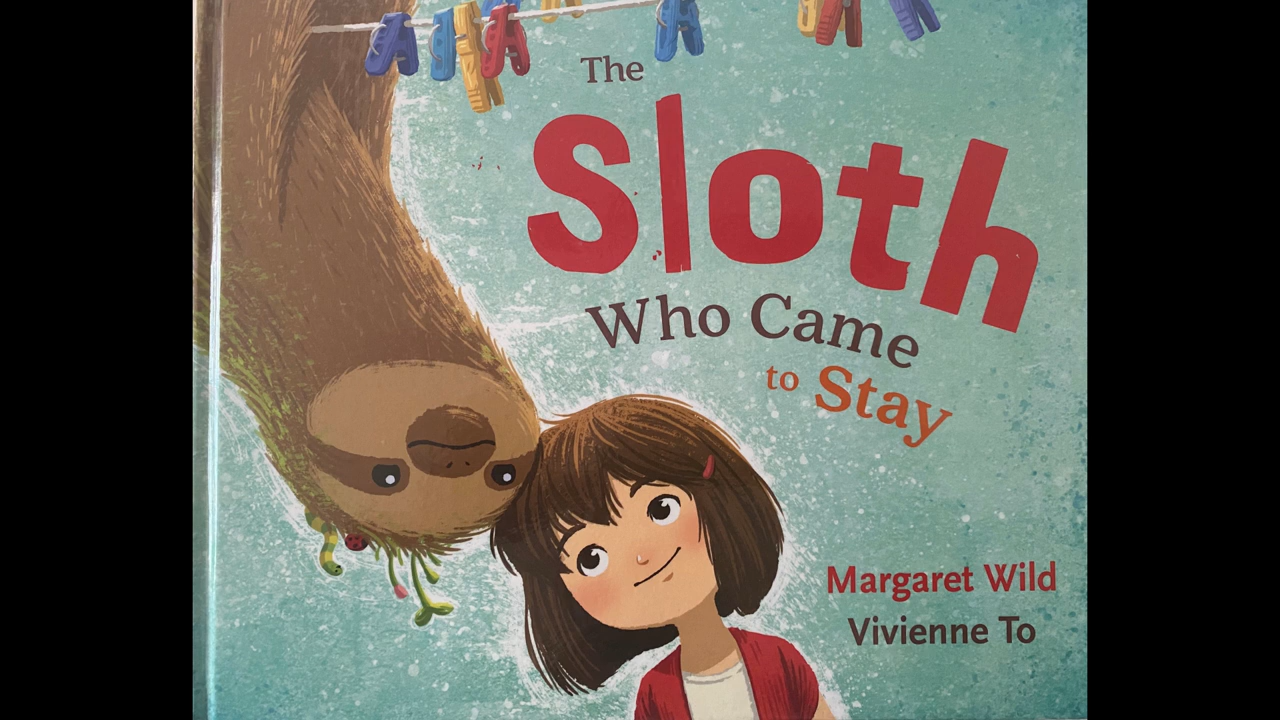 The
Sloth
Who Came
to Stay
Margaret Wild
Vivienne To